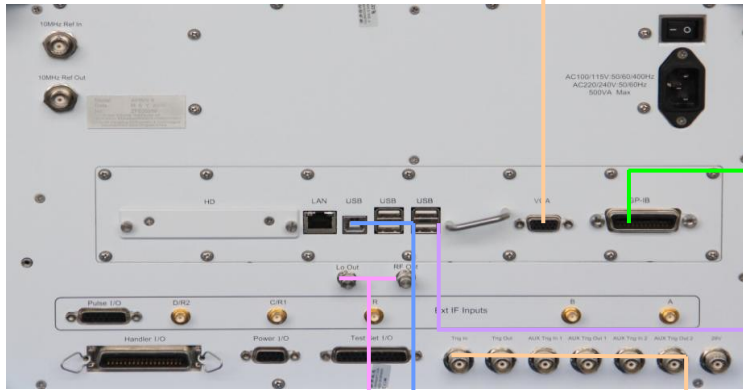 10MHz Ref In
10MHz Ref Out
AC100/115V:50/60/400Hz
AC220/240V:50/60Hz
500VA Max
HD
LAN
USB
USB
USB
VGA
GP-IB
Lo Out
RF Out
Pulse I/O
D/R2
C/R1
R
Ext IF Inputs
B
A
Handler I/O
Power I/O
Test Set I/O
Trig In
Trig Out
AUX Trig In 1
AUX Trig Out 1
AUX Trig In 2
AUX Trig Out 2